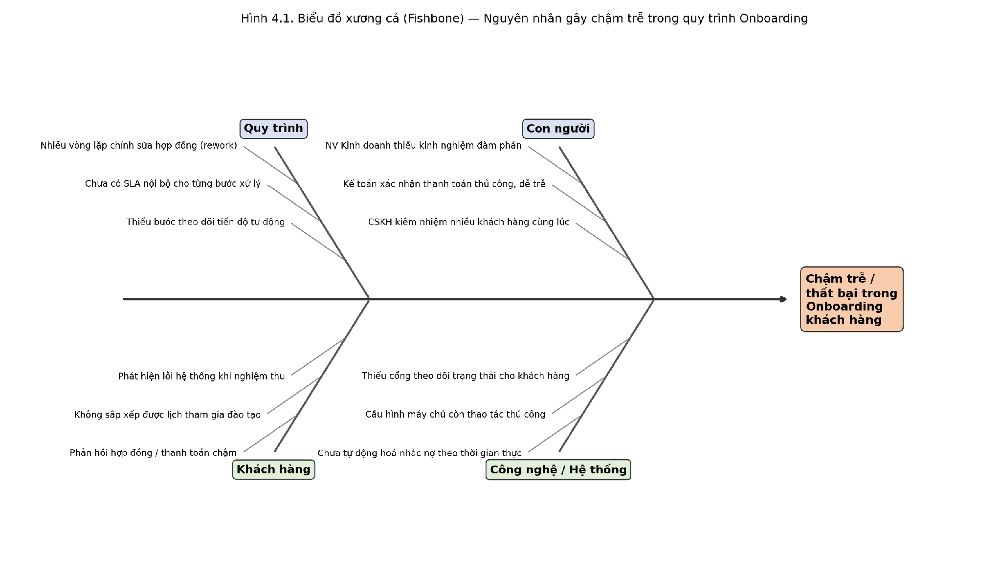 Hình 4.1. Biểu đồ xương cá (Fishbone) — Nguyên nhân gây chậm trễ trong quy trình Onboarding
Quy trình
Nhiều vòng lặp chỉnh sửa hợp đồng (rework)
Chưa có SLA nội bộ cho từng bước xử lý
Thiếu bước theo dõi tiến độ tự động
Con người
NV Kinh doanh thiếu kinh nghiệm đàm phán
Kế toán xác nhận thanh toán thủ công, dễ trễ
CSKH kiêm nhiệm nhiều khách hàng cùng lúc
Chậm trễ /
thất bại trong
Onboarding
khách hàng
Phát hiện lỗi hệ thống khi nghiệm thu
Không sắp xếp được lịch tham gia đào tạo
Phản hồi hợp đồng / thanh toán chậm
Khách hàng
Thiếu cổng theo dõi trạng thái cho khách hàng
Cấu hình máy chủ còn thao tác thủ công
Chưa tự động hoá nhắc nợ theo thời gian thực
Công nghệ / Hệ thống